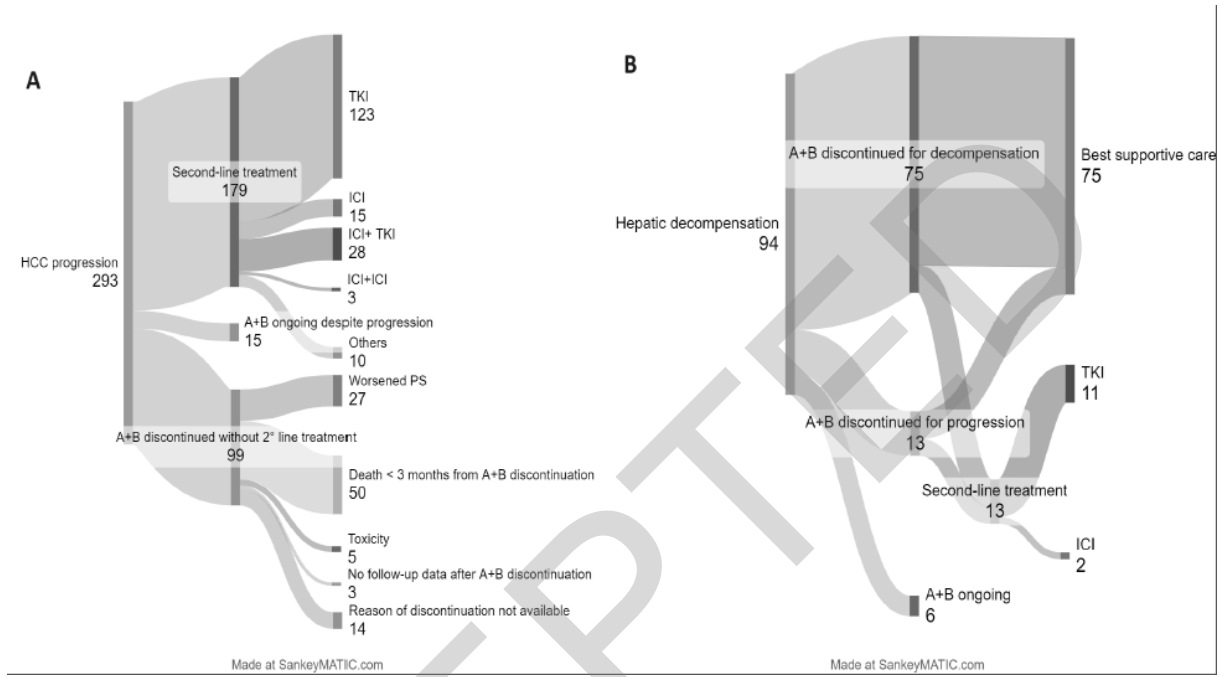 A
TKI
123
Second-line treatment
179
ICI
15
ICI+ TKI
28
HCC progression
293
ICI+ICI
3
A+B ongoing despite progression
15
Others
10
Worsened PS
27
A+B discontinued without 2° line treatment
99
Death < 3 months from A+B discontinuation
50
Toxicity
5
No follow-up data after A+B discontinuation
3
Reason of discontinuation not available
14
Made at SankeyMATIC.com
B
A+B discontinued for decompensation
75
Best supportive care
75
Hepatic decompensation
94
TKI
11
A+B discontinued for progression
13
Second-line treatment
13
ICI
2
A+B ongoing
6
Made at SankeyMATIC.com